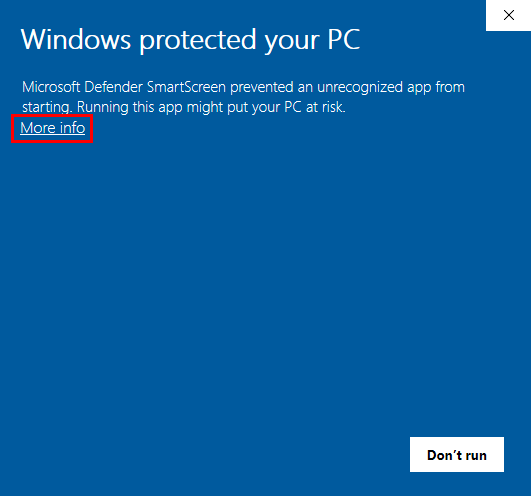 Windows protected your PC
Microsoft Defender SmartScreen prevented an unrecognized app from
starting. Running this app might put your PC at risk.
More info
Don't run